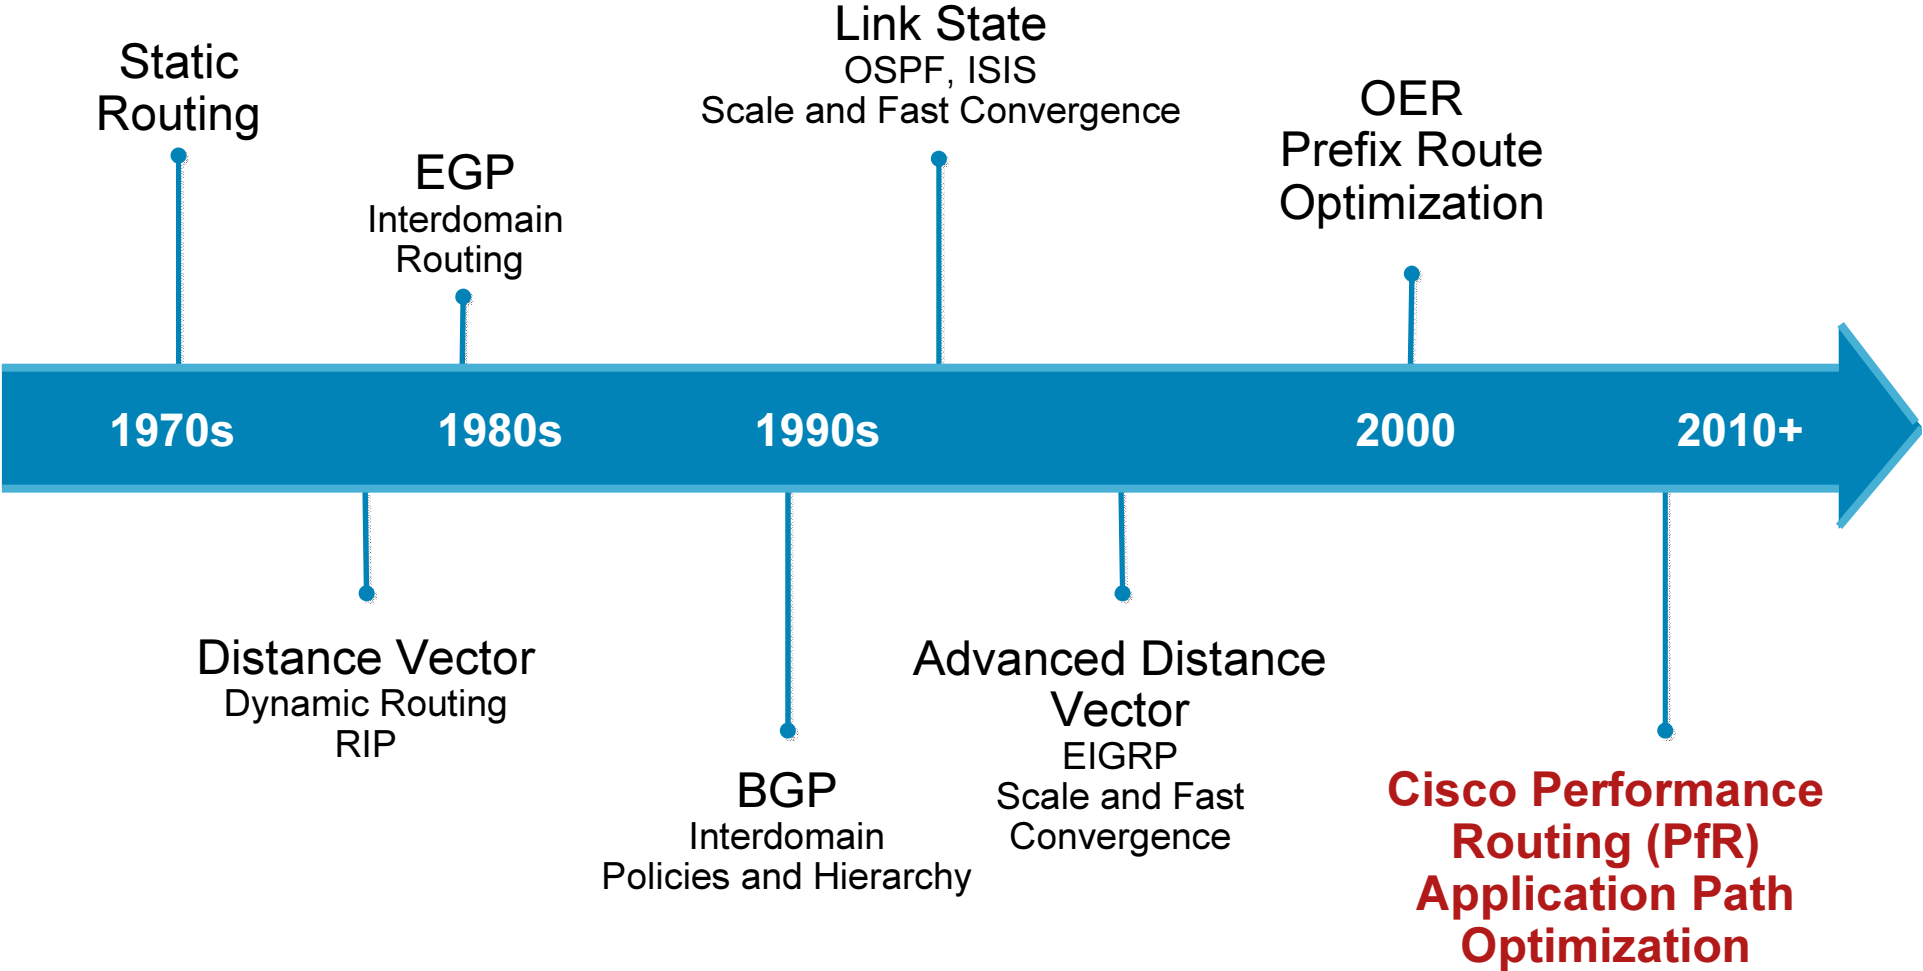 Static
Routing
EGP
Interdomain
Routing
Link State
OSPF, ISIS
Scale and Fast Convergence
OER
Prefix Route
Optimization
1970s
1980s
1990s
2000
2010+
Distance Vector
Dynamic Routing
RIP
BGP
Interdomain
Policies and Hierarchy
Advanced Distance
Vector
EIGRP
Scale and Fast
Convergence
Cisco Performance
Routing (PfR)
Application Path
Optimization